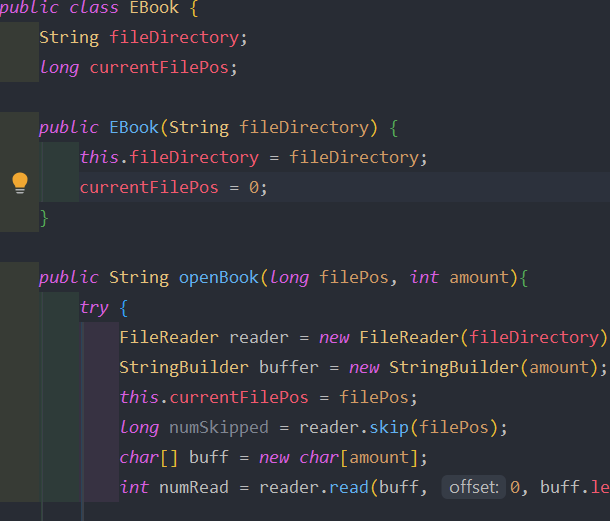 public class EBook {
String fileDirectory;
long currentFilePos;
public EBook(String fileDirectory) {
this.fileDirectory = fileDirectory;
currentFilePos = 0;
}
public String openBook(long filePos, int amount){
try {
FileReader reader = new FileReader(fileDirectory)
StringBuilder buffer = new StringBuilder(amount);
this.currentFilePos = filePos;
long numSkipped = reader.skip(filePos);
char[] buff = new char[amount];
int numRead = reader.read(buff, offset: 0, buff.le